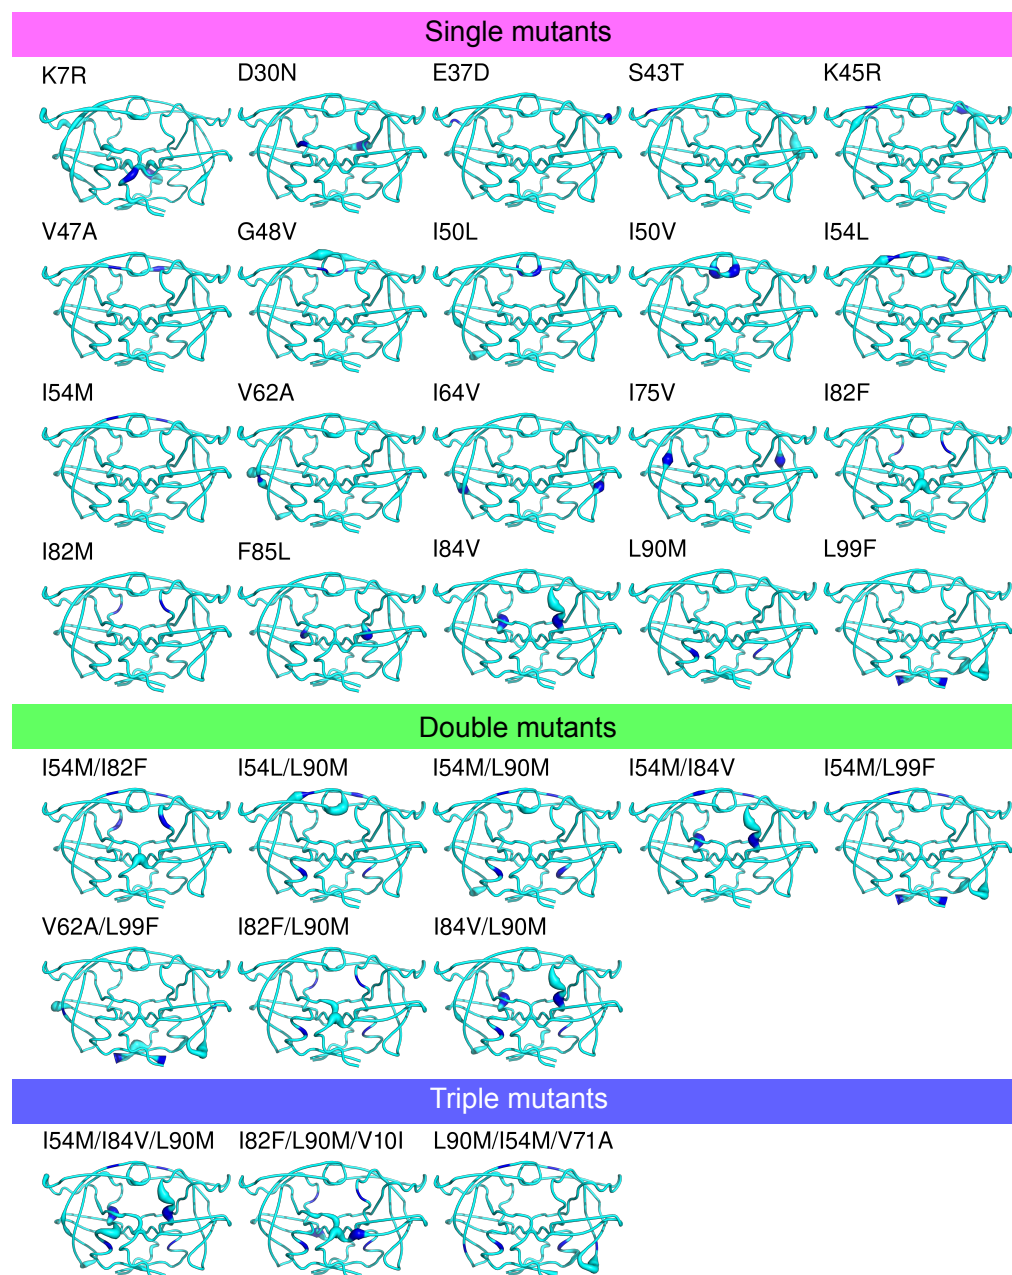 Single mutants
K7R D30N E37D S43T K45R
V47A G48V I50L I50V I54L
I54M V62A I64V I75V I82F
I82M F85L I84V L90M L99F
Double mutants
I54M/I82F I54L/L90M I54M/L90M I54M/I84V I54M/L99F
V62A/L99F I82F/L90M I84V/L90M
Triple mutants
I54M/I84V/L90M I82F/L90M/V10I L90M/I54M/V71A